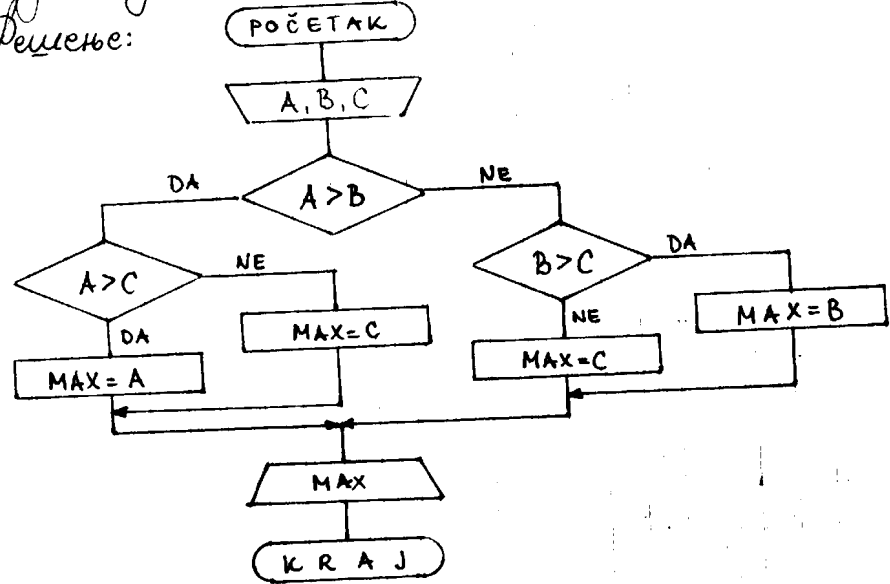 Решење:
POČETAK
A, B, C
A>B
DA
NE
A>C
NE
DA
MAX=C
MAX=A
B>C
DA
NE
MAX=B
MAX=C
MAX
KRAJ